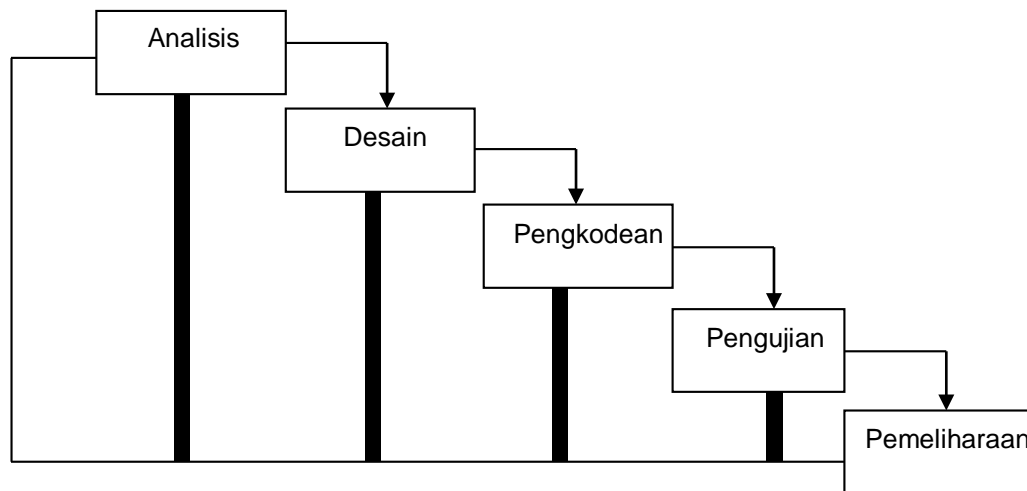 Analisis
Desain
Pengkodean
Pengujian
Pemeliharaan